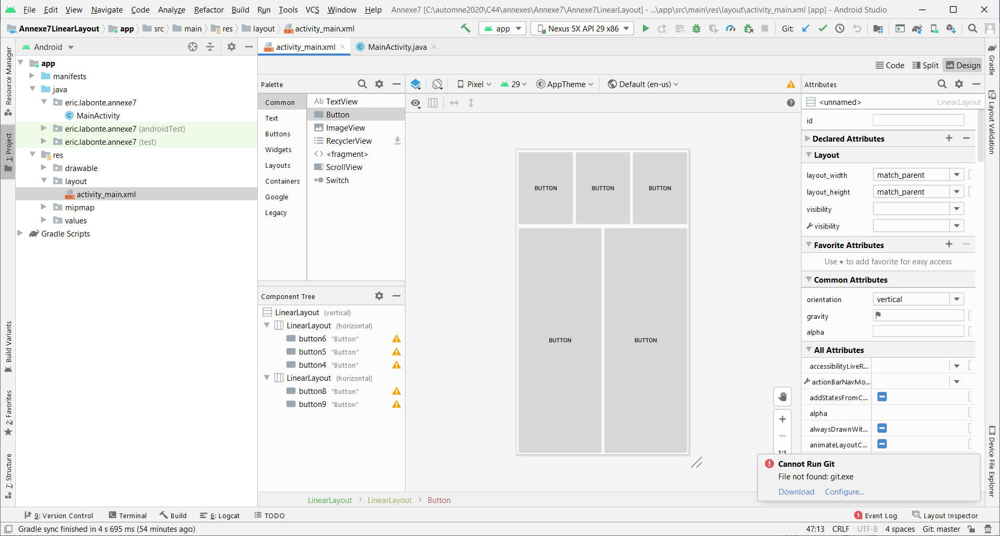 File Edit View Navigate Code Analyze Refactor Build Run Tools VCS Window Help Annexe7 [C:\automne2020\C44\annexes\Annexe7\Annexe7LinearLayout] - ...\app\src\main\res\layout\activity_main.xml [app] - Android Studio
Annexe7LinearLayout app src main res layout activity_main.xml app Nexus 5X API 29 x86 Git:
Android
activity_main.xml MainActivity.java
Code Split Design
app
manifests
java
eric.labonte.annexe7
MainActivity
eric.labonte.annexe7 (androidTest)
eric.labonte.annexe7 (test)
res
drawable
layout
activity_main.xml
mipmap
values
Gradle Scripts
Resource Manager
1: Project
Build Variants
2: Favorites
7: Structure
Palette
Common
Text
Buttons
Widgets
Layouts
Containers
Google
Legacy
Ab TextView
Button
ImageView
RecyclerView
<fragment>
ScrollView
Switch
Component Tree
LinearLayout (vertical)
LinearLayout (horizontal)
button6 "Button"
button5 "Button"
button4 "Button"
LinearLayout (horizontal)
button8 "Button"
button9 "Button"
Pixel 29 AppTheme Default (en-us)
BUTTON BUTTON BUTTON
BUTTON BUTTON
1:1
LinearLayout LinearLayout Button
Attributes
<unnamed> LinearLayout
id
Declared Attributes
Layout
layout_width match_parent
layout_height match_parent
visibility
visibility
Favorite Attributes
Use + to add favorite for easy access
Common Attributes
orientation vertical
gravity
alpha
All Attributes
accessibilityLiveR...
actionBarNavMo...
addStatesFromC...
alpha
alwaysDrawnWit...
animateLayoutC...
Cannot Run Git
File not found: git.exe
Download Configure...
Gradle
Layout Validation
Device File Explorer
9: Version Control Terminal Build 6: Logcat TODO 1 Event Log Layout Inspector
Gradle sync finished in 4 s 695 ms (54 minutes ago) 47:13 CRLF UTF-8 4 spaces Git: master